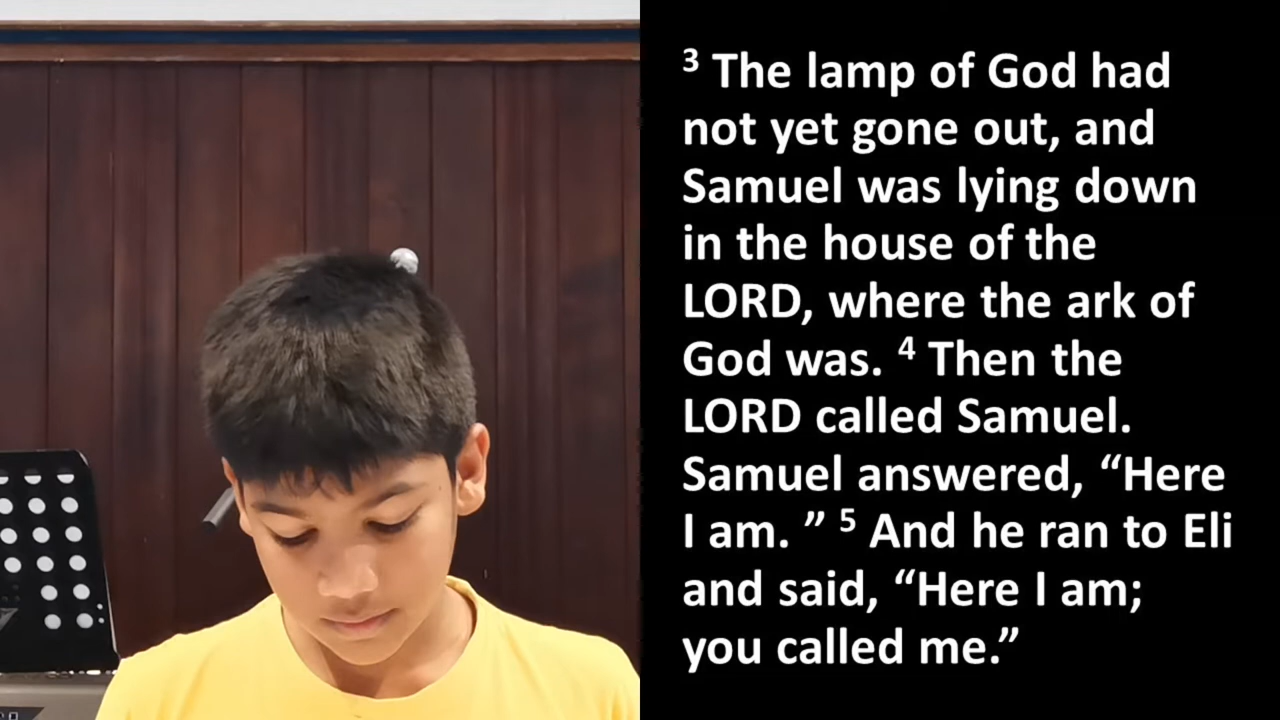 ³ The lamp of God had
not yet gone out, and
Samuel was lying down
in the house of the
LORD, where the ark of
God was. ⁴ Then the
LORD called Samuel.
Samuel answered, “Here
I am. ” ⁵ And he ran to Eli
and said, “Here I am;
you called me.”